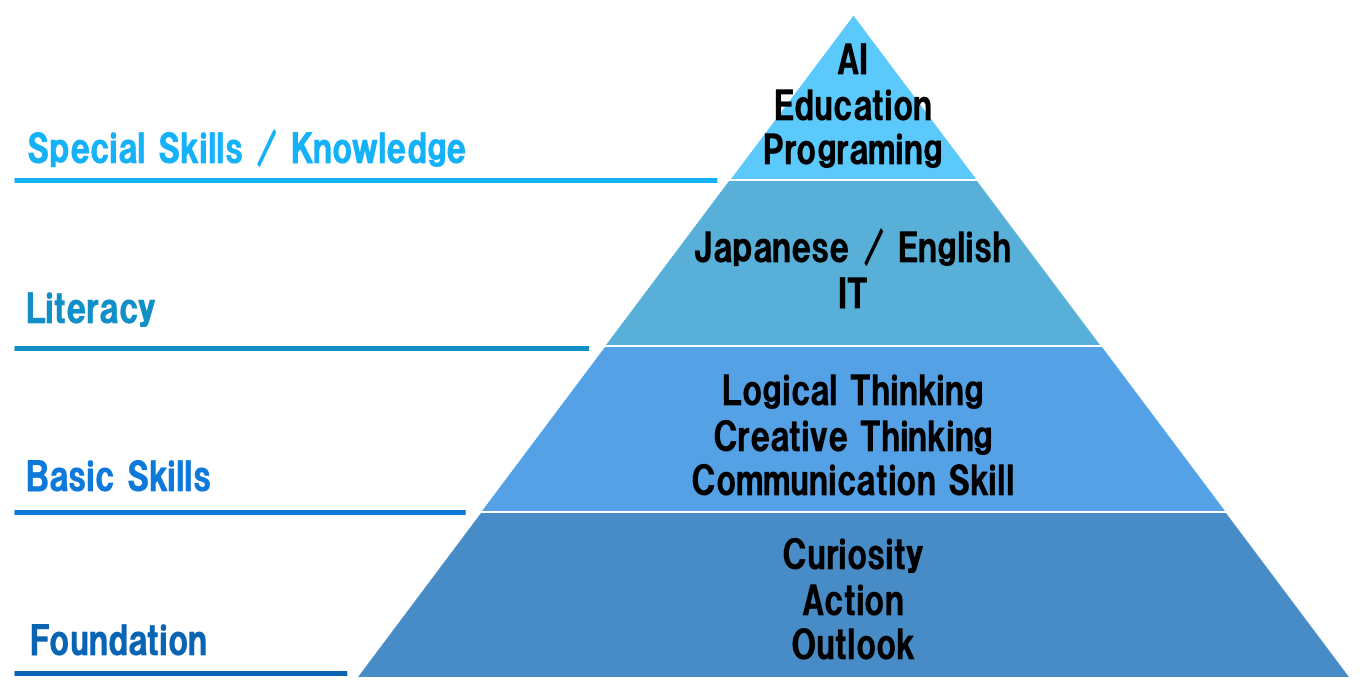 AI
Education
Programing
Special Skills / Knowledge
Japanese / English
IT
Literacy
Logical Thinking
Creative Thinking
Communication Skill
Basic Skills
Curiosity
Action
Outlook
Foundation